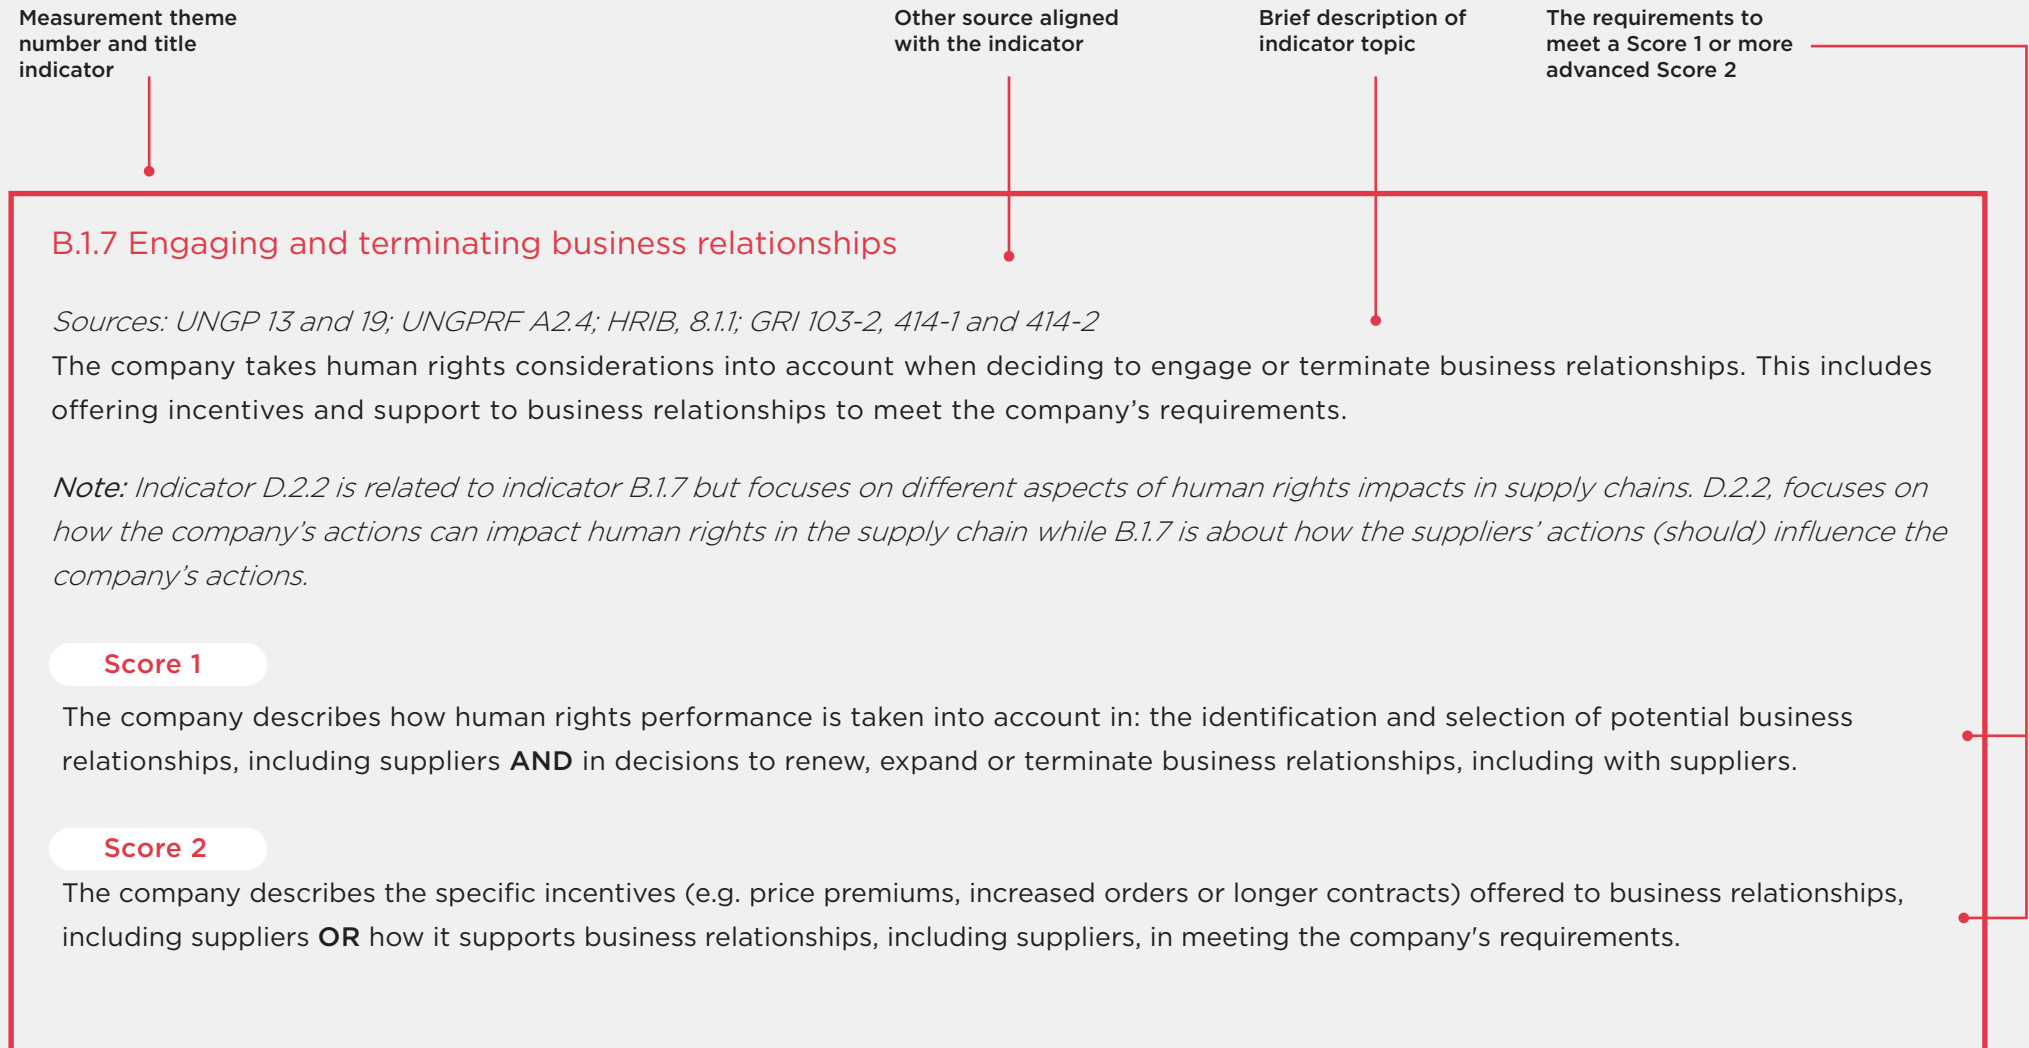 Measurement theme
number and title
indicator
Other source aligned
with the indicator
Brief description of
indicator topic
The requirements to
meet a Score 1 or more
advanced Score 2
B.1.7 Engaging and terminating business relationships
Sources: UNGP 13 and 19; UNGPRF A2.4; HRIB, 8.1.1; GRI 103-2, 414-1 and 414-2
The company takes human rights considerations into account when deciding to engage or terminate business relationships. This includes
offering incentives and support to business relationships to meet the company’s requirements.
Note: Indicator D.2.2 is related to indicator B.1.7 but focuses on different aspects of human rights impacts in supply chains. D.2.2, focuses on
how the company’s actions can impact human rights in the supply chain while B.1.7 is about how the suppliers’ actions (should) influence the
company’s actions.
Score 1
The company describes how human rights performance is taken into account in: the identification and selection of potential business
relationships, including suppliers AND in decisions to renew, expand or terminate business relationships, including with suppliers.
Score 2
The company describes the specific incentives (e.g. price premiums, increased orders or longer contracts) offered to business relationships,
including suppliers OR how it supports business relationships, including suppliers, in meeting the company's requirements.